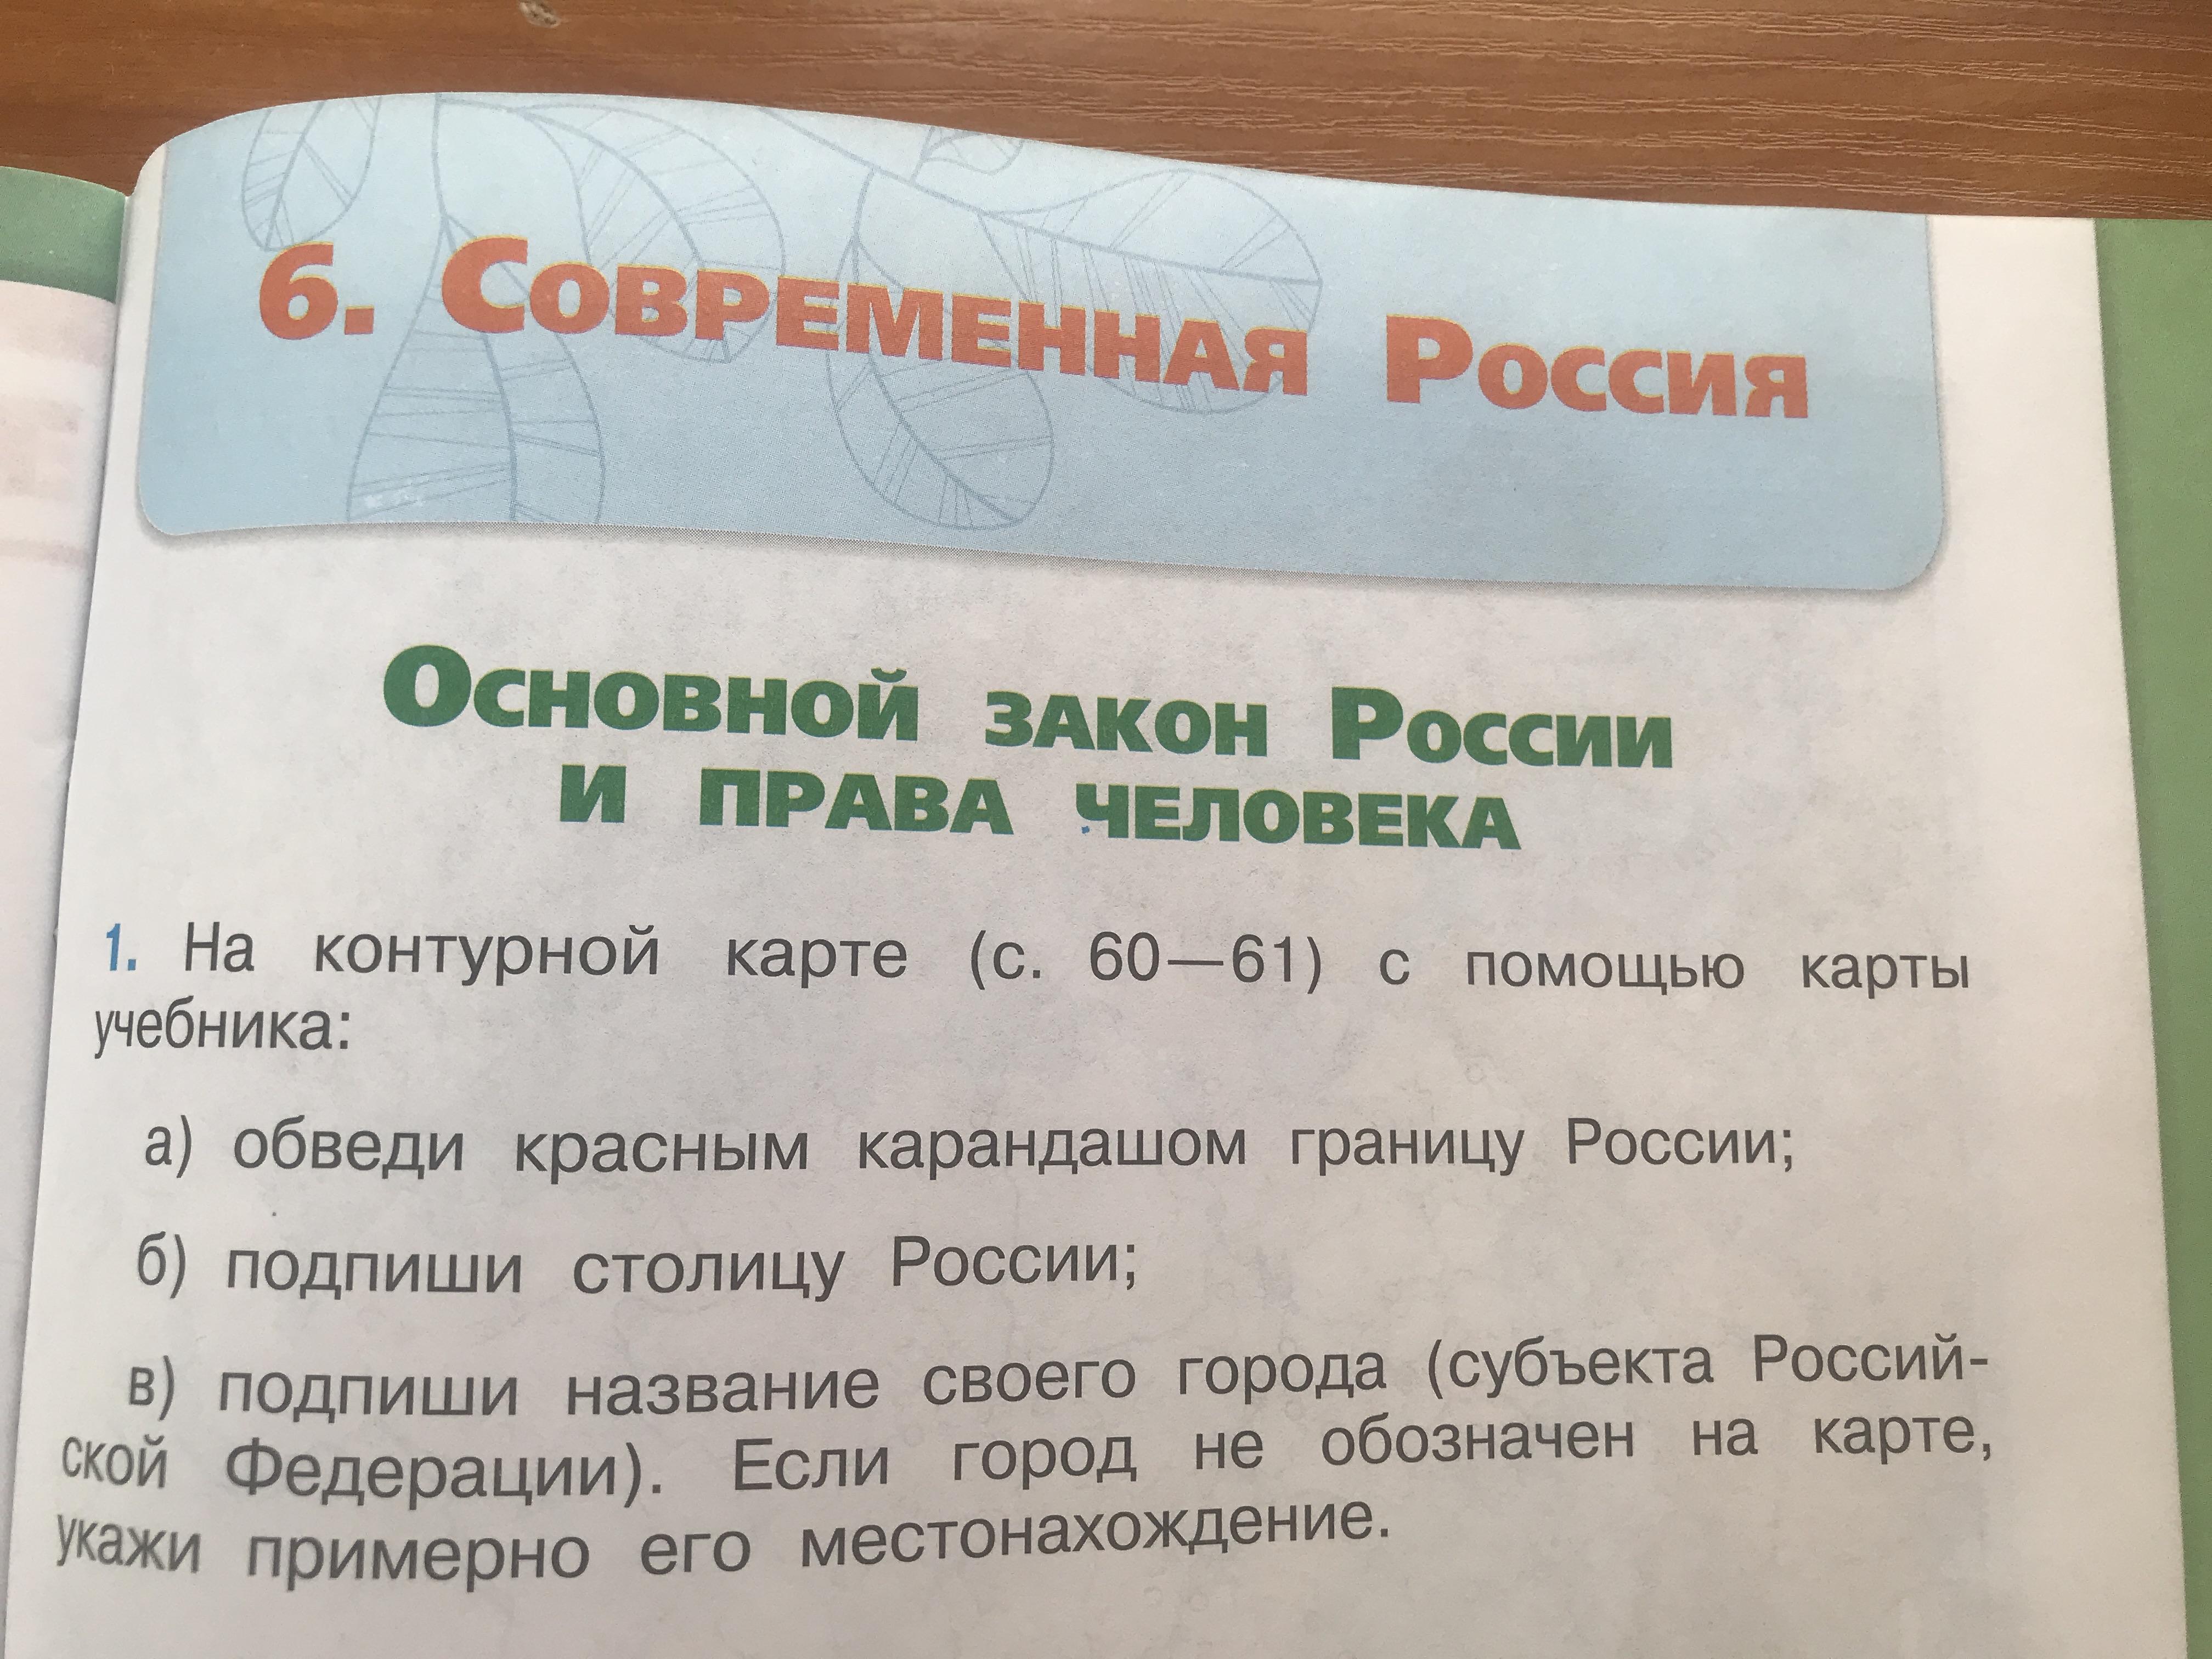 6. Современная Россия
Основной закон России
и права человека
1. На контурной карте (с. 60—61) с помощью карты
учебника:
а) обведи красным карандашом границу России;
б) подпиши столицу России;
в) подпиши название своего города (субъекта Россий-
ской Федерации). Если город не обозначен на карте,
укажи примерно его местонахождение.